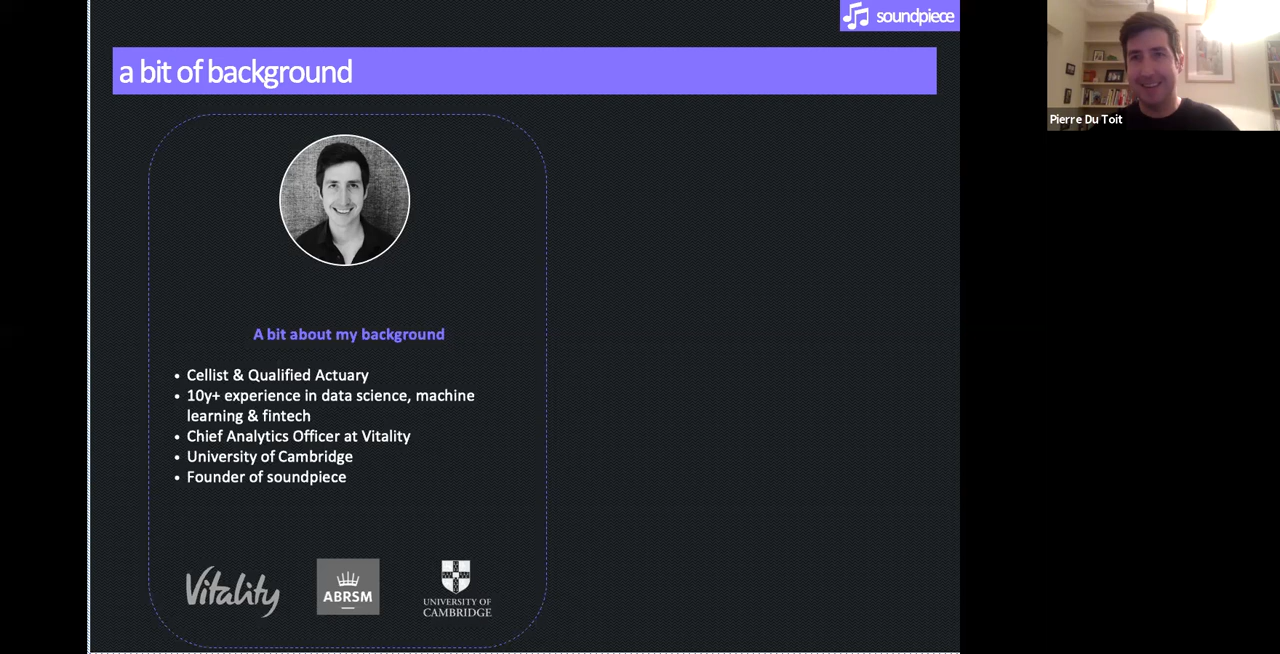 soundpiece
a bit of background
Pierre Du Toit
A bit about my background
• Cellist & Qualified Actuary
• 10y+ experience in data science, machine
learning & fintech
• Chief Analytics Officer at Vitality
• University of Cambridge
• Founder of soundpiece
Vitality
ABRSM
UNIVERSITY OF
CAMBRIDGE